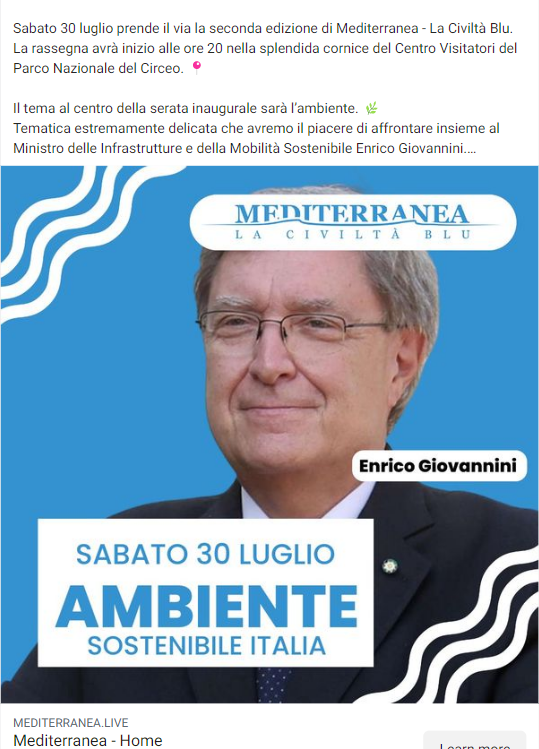 Sabato 30 luglio prende il via la seconda edizione di Mediterranea - La Civiltà Blu.
La rassegna avrà inizio alle ore 20 nella splendida cornice del Centro Visitatori del
Parco Nazionale del Circeo. 📍
Il tema al centro della serata inaugurale sarà l'ambiente. 🌿
Tematica estremamente delicata che avremo il piacere di affrontare insieme al
Ministro delle Infrastrutture e della Mobilità Sostenibile Enrico Giovannini....
MEDITERRANEA
LA CIVILTÀ BLU
Enrico Giovannini
SABATO 30 LUGLIO
AMBIENTE
SOSTENIBILE ITALIA
MEDITERRANEA.LIVE
Mediterranea - Home
Learn more